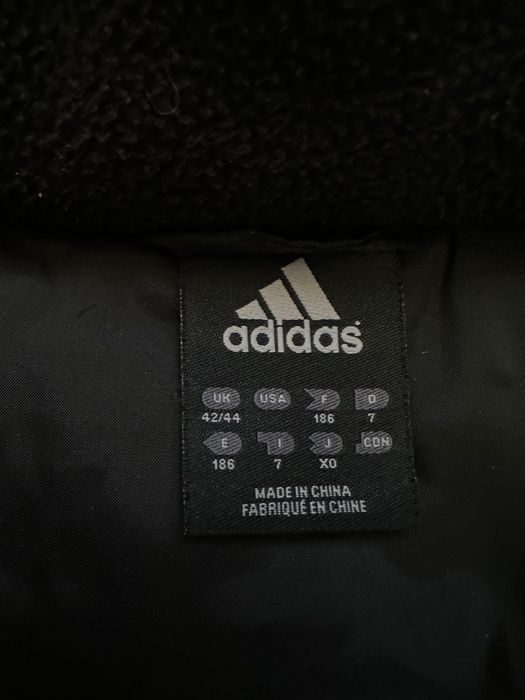 adidas
UK USA F D
42/44 186 7
E I J CDN
186 7 XO
MADE IN CHINA
FABRIQUÉ EN CHINE